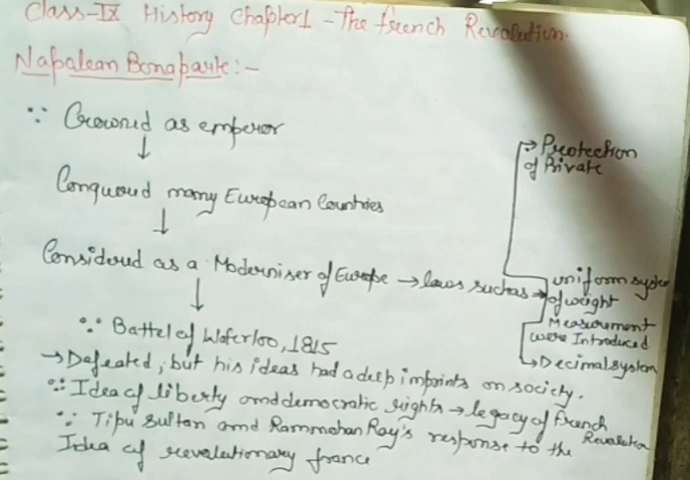 Class-IX History Chapter1 - The French Revolution.
Napalean Bonaparte:-
∵ Crowned as emperor
↓
Conquored many European Countries
↓
Considered as a Moderniser of Europe → laws such as →
→ Protection
of Private
uniform system
of weight
Measurement
were Introduced
→ Decimal system
↓
∵ Battel of Waterloo, 1815
→ Defeated, but his ideas had a deep imprints on society.
∵ Idea of liberty and democratic rights → legacy of French
Revolution
∵ Tipu Sultan and Rammohan Roy's response to the
Idea of revolutionary france